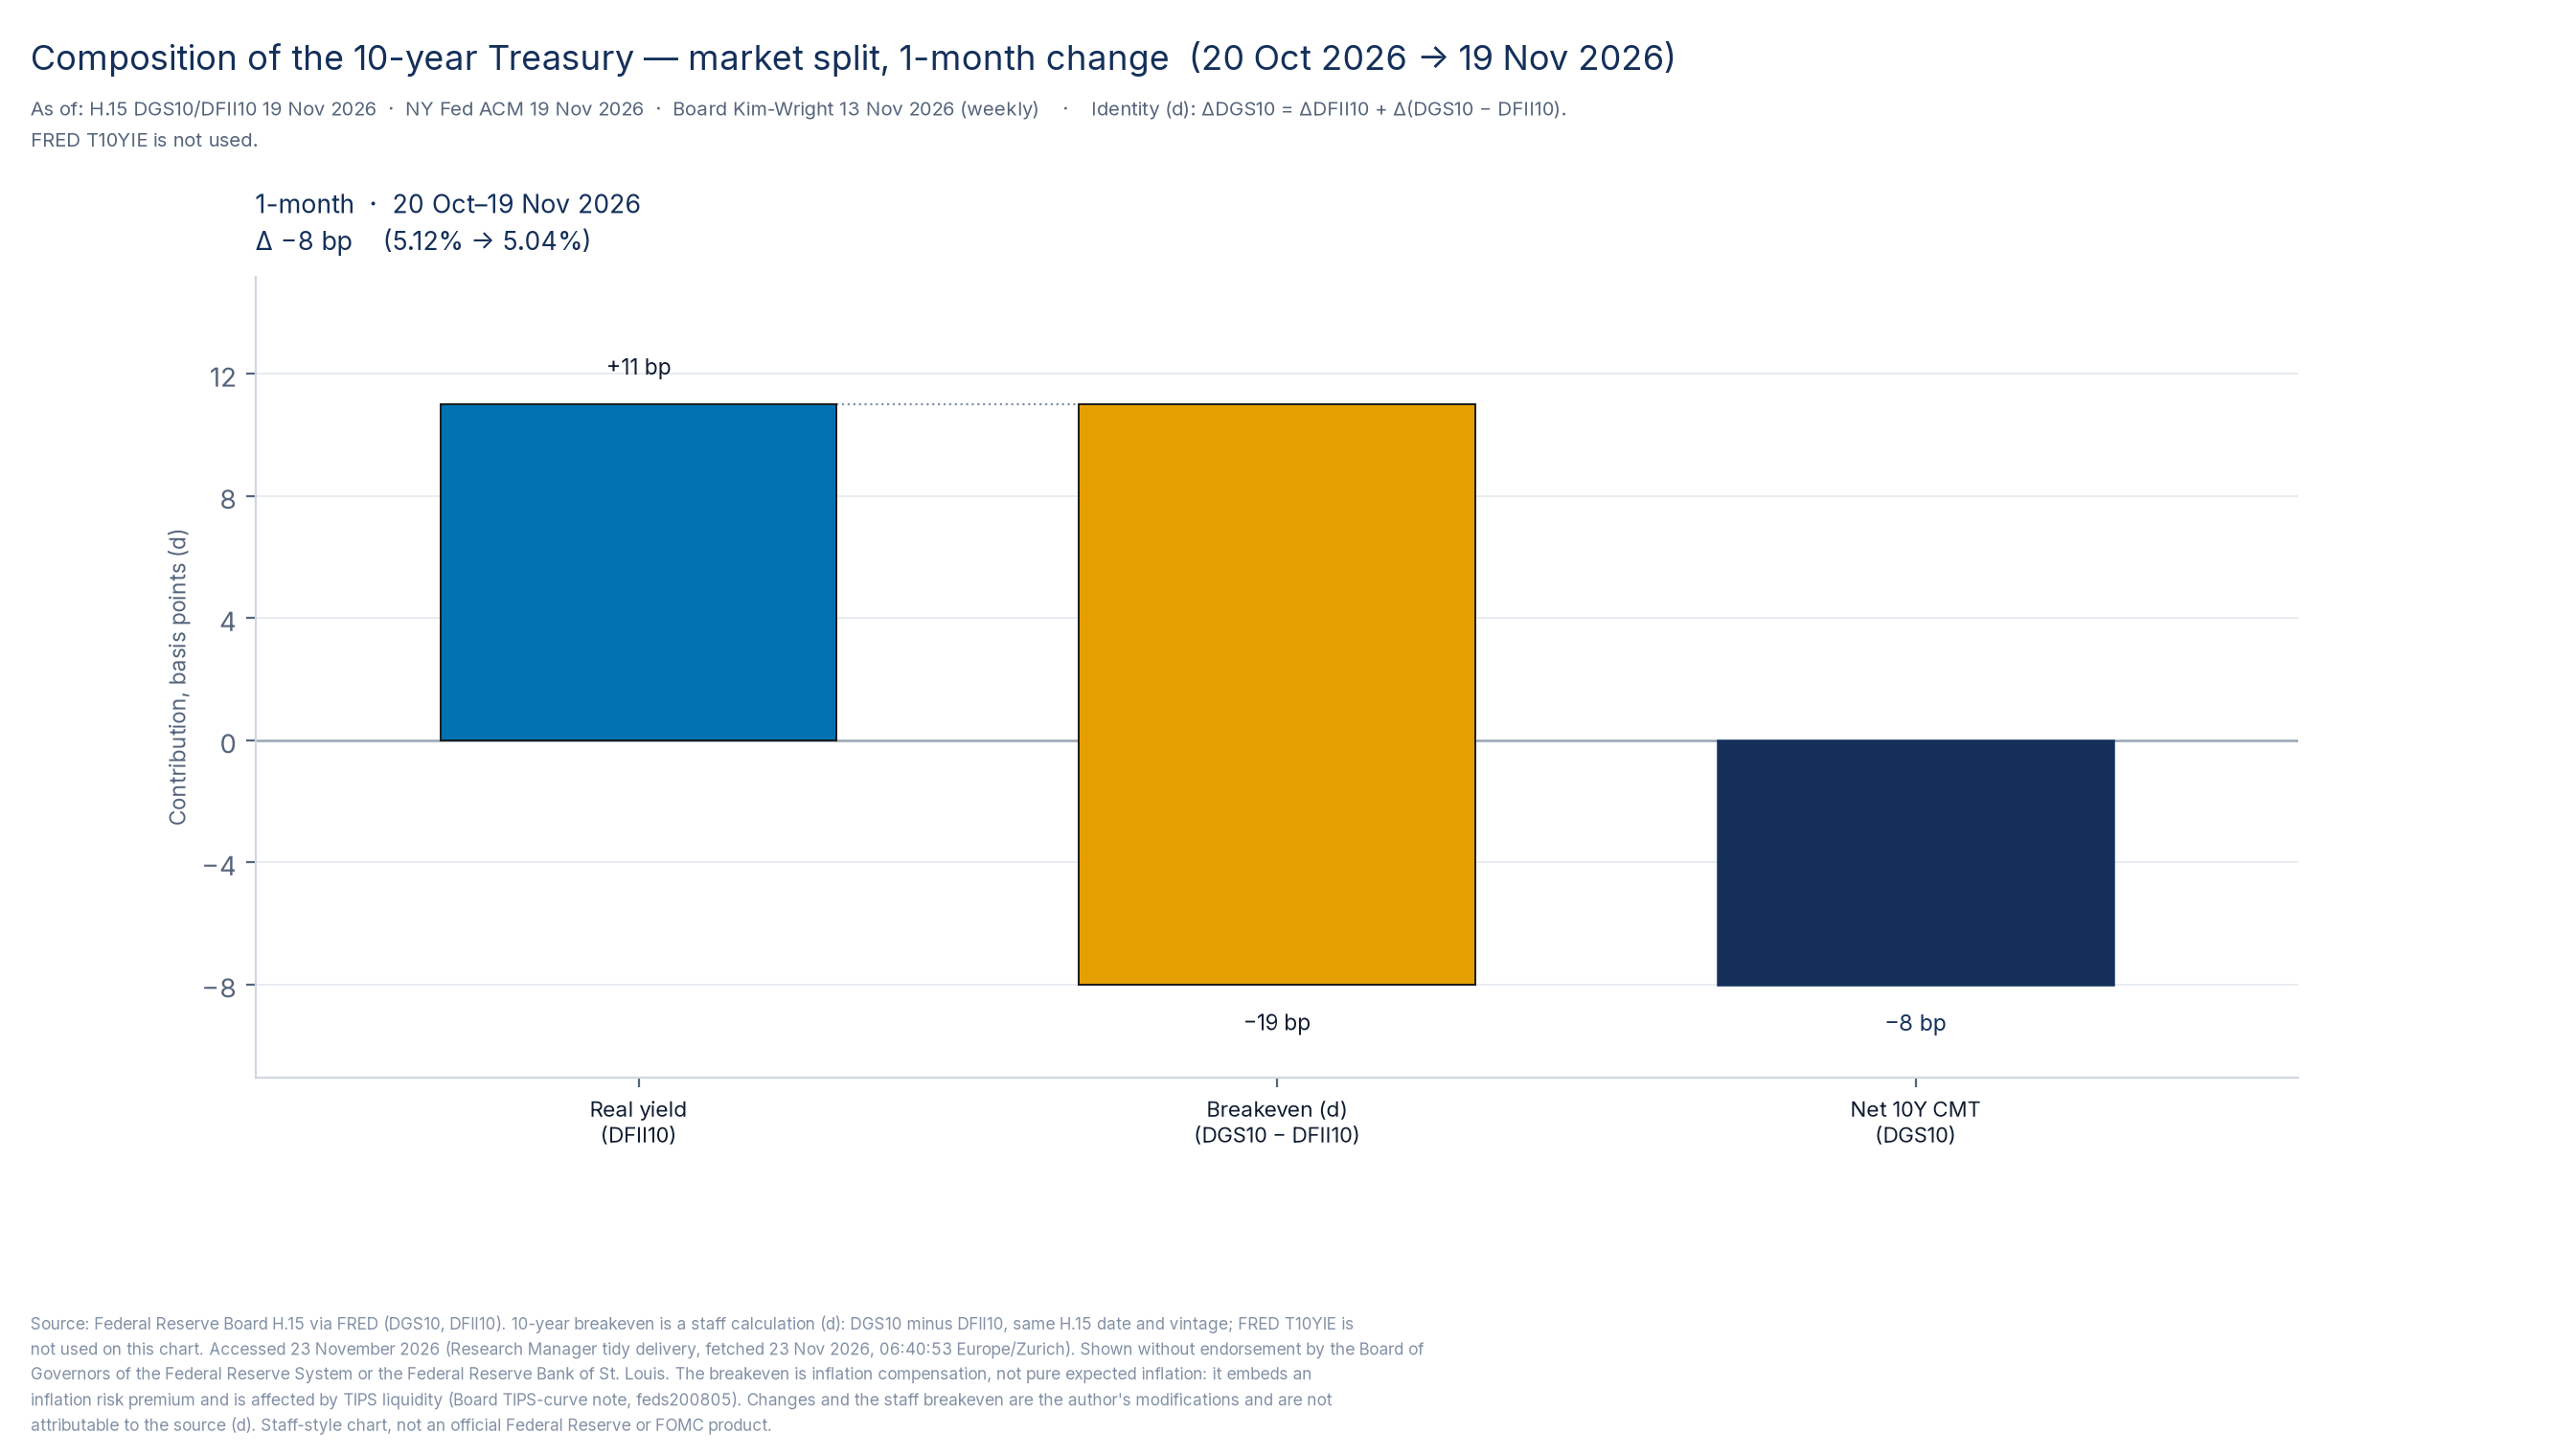 Composition of the 10-year Treasury — market split, 1-month change (20 Oct 2026 → 19 Nov 2026)
As of: H.15 DGS10/DFII10 19 Nov 2026 · NY Fed ACM 19 Nov 2026 · Board Kim-Wright 13 Nov 2026 (weekly) · Identity (d): ΔDGS10 = ΔDFII10 + Δ(DGS10 − DFII10).
FRED T10YIE is not used.
1-month · 20 Oct–19 Nov 2026
Δ −8 bp (5.12% → 5.04%)
Contribution, basis points (d)
12
8
4
0
−4
−8
+11 bp
−19 bp
−8 bp
Real yield
(DFII10)
Breakeven (d)
(DGS10 − DFII10)
Net 10Y CMT
(DGS10)
Source: Federal Reserve Board H.15 via FRED (DGS10, DFII10). 10-year breakeven is a staff calculation (d): DGS10 minus DFII10, same H.15 date and vintage; FRED T10YIE is
not used on this chart. Accessed 23 November 2026 (Research Manager tidy delivery, fetched 23 Nov 2026, 06:40:53 Europe/Zurich). Shown without endorsement by the Board of
Governors of the Federal Reserve System or the Federal Reserve Bank of St. Louis. The breakeven is inflation compensation, not pure expected inflation: it embeds an
inflation risk premium and is affected by TIPS liquidity (Board TIPS-curve note, feds200805). Changes and the staff breakeven are the author's modifications and are not
attributable to the source (d). Staff-style chart, not an official Federal Reserve or FOMC product.